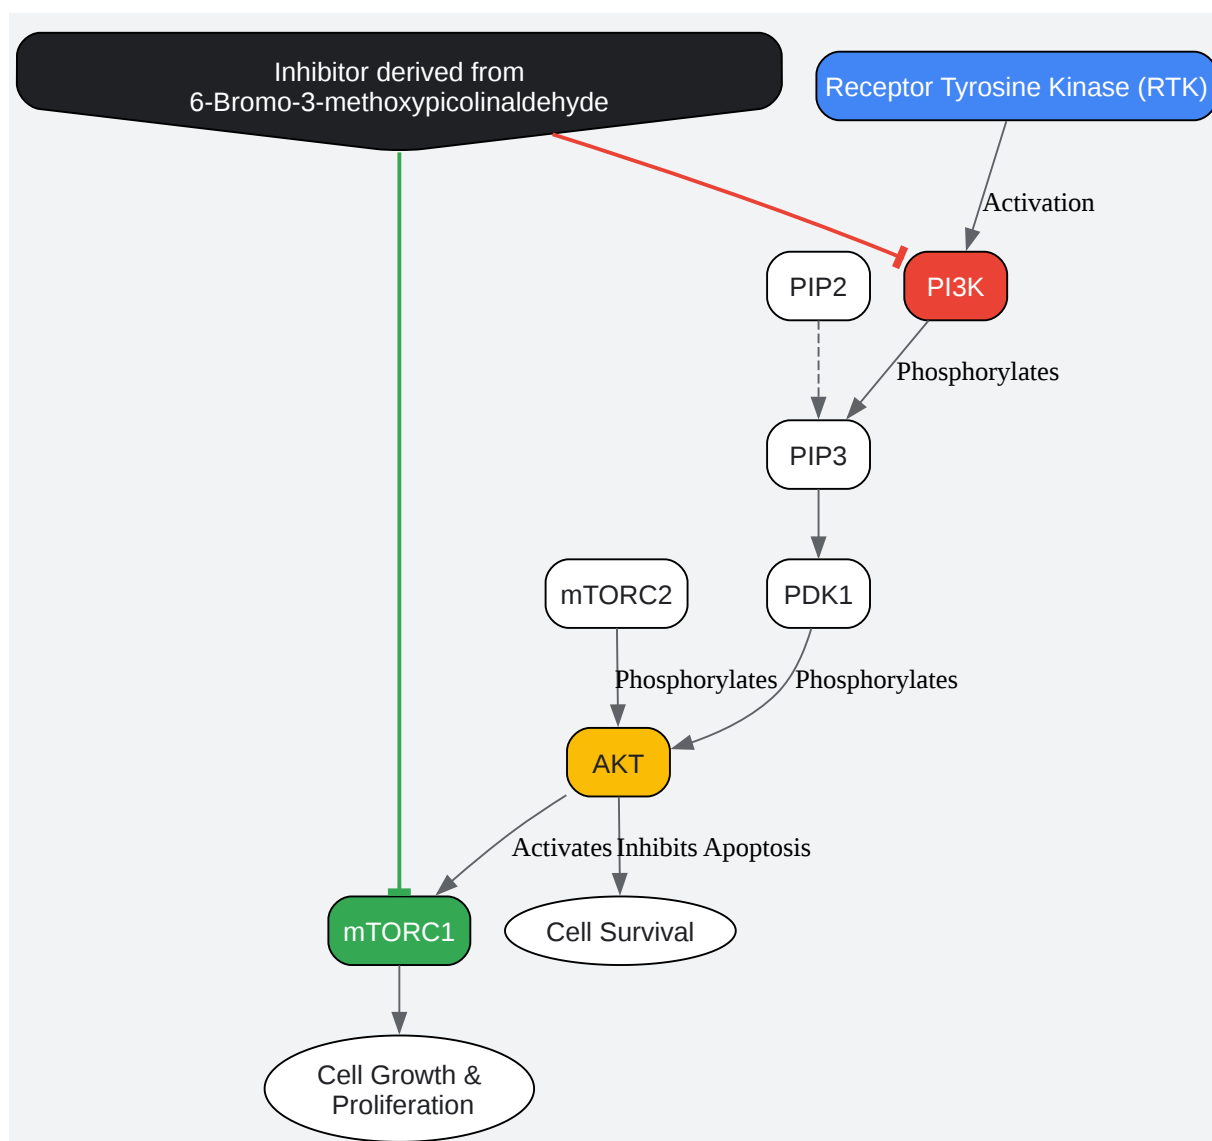 Inhibitor derived from
6-Bromo-3-methoxypicolinaldehyde
Receptor Tyrosine Kinase (RTK)
Activation
PIP2
PI3K
Phosphorylates
PIP3
mTORC2
PDK1
Phosphorylates
Phosphorylates
AKT
Activates
Inhibits Apoptosis
mTORC1
Cell Survival
Cell Growth &
Proliferation